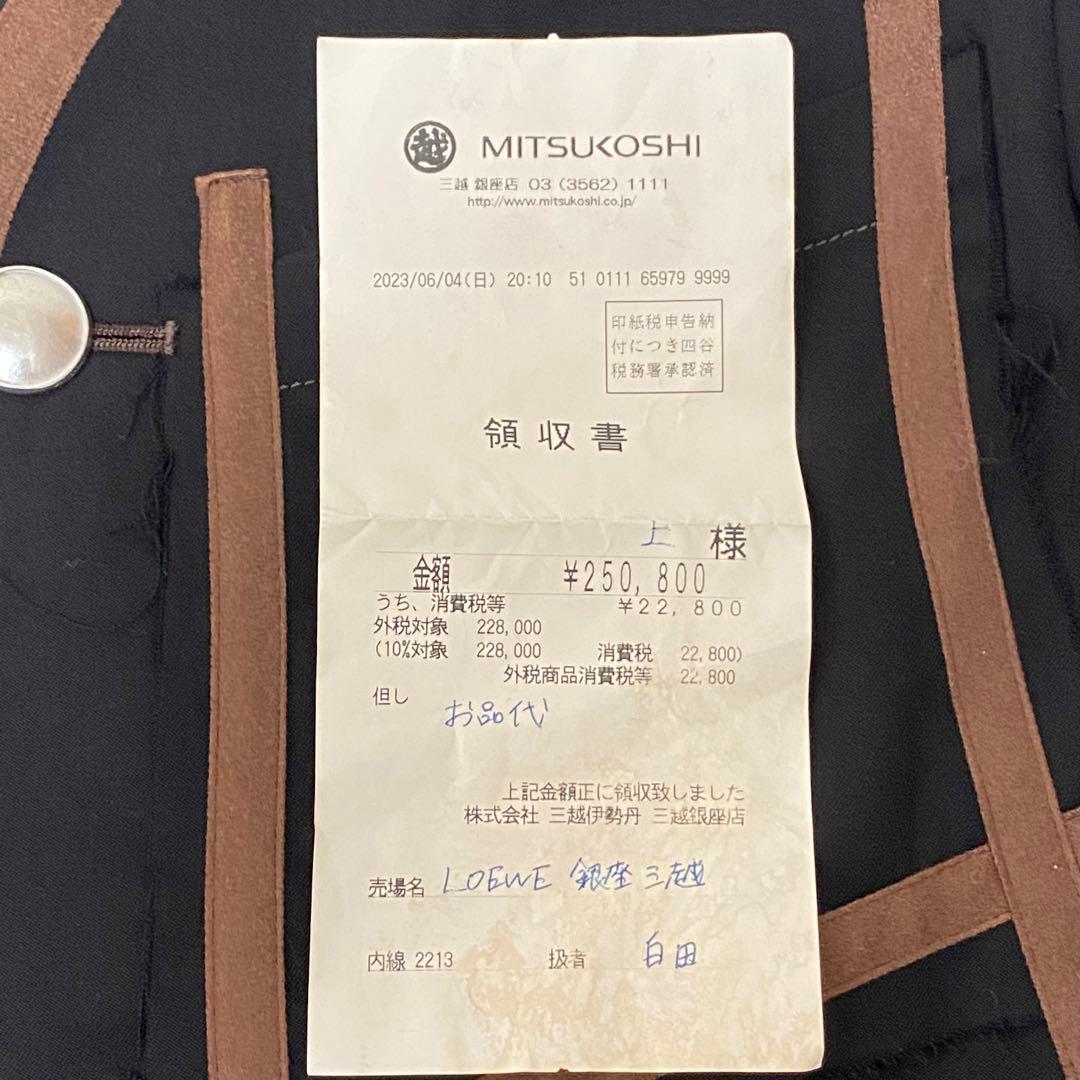 越 MITSUKOSHI
三越 銀座店 03 (3562) 1111
http://www.mitsukoshi.co.jp/
2023/06/04(日) 20:10 51 0111 65979 9999
印紙税申告納
付につき四谷
税務署承認済
領収書
上 様
金額 ¥250,800
うち、消費税等 ¥22,800
外税対象 228,000
(10%対象 228,000 消費税 22,800)
外税商品消費税等 22,800
但し お品代
上記金額正に領収致しました
株式会社 三越伊勢丹 三越銀座店
売場名 LOEWE 銀座三越
内線 2213 扱者 白田